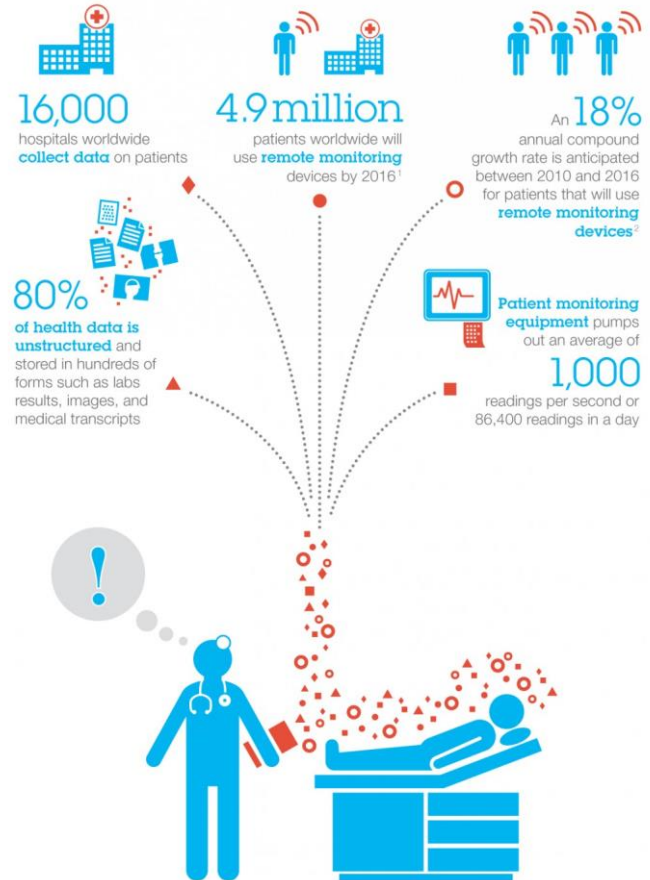 16,000
hospitals worldwide
collect data on patients
4.9 million
patients worldwide will
use remote monitoring
devices by 2016¹
An 18%
annual compound
growth rate is anticipated
between 2010 and 2016
for patients that will use
remote monitoring
devices²
80%
of health data is
unstructured and
stored in hundreds of
forms such as labs
results, images, and
medical transcripts
Patient monitoring
equipment pumps
out an average of
1,000
readings per second or
86,400 readings in a day
!